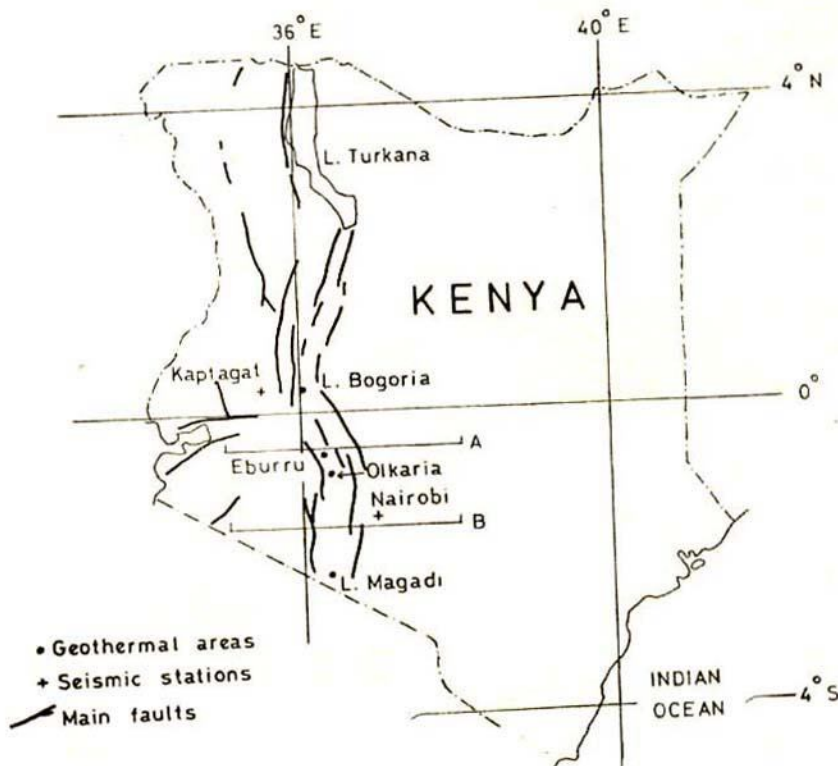 36°E
40°E
4°N
L. Turkana
KENYA
Kaptagat
L. Bogoria
0°
A
Eburru
Olkaria
Nairobi
B
L. Magadi
• Geothermal areas
+ Seismic stations
Main faults
INDIAN
OCEAN
4°S